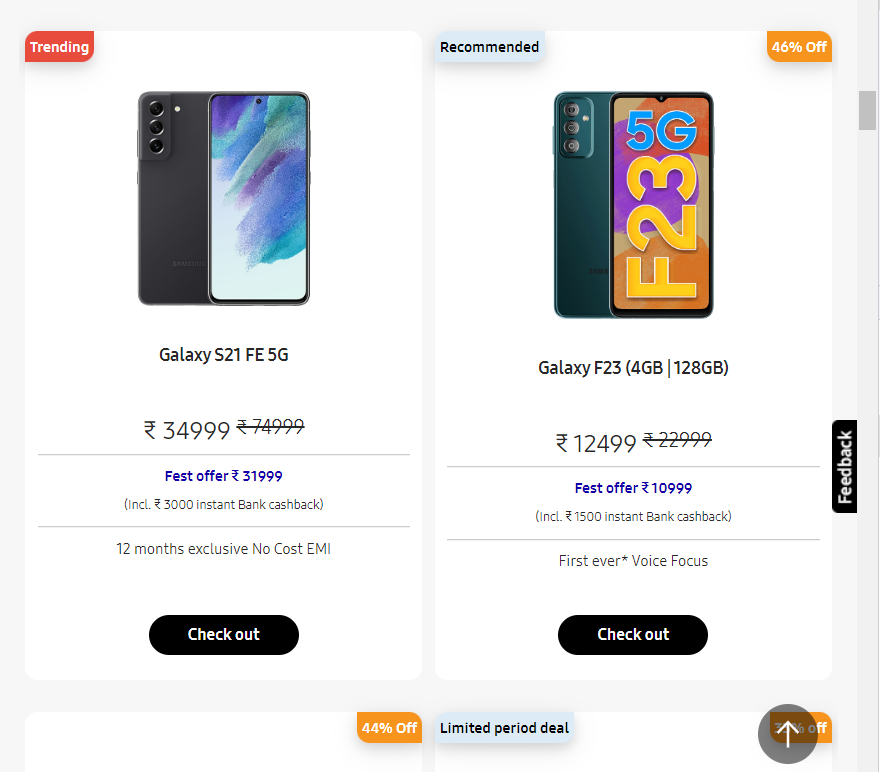 Trending
Galaxy S21 FE 5G
₹ 34999 ₹ 74999
Fest offer ₹ 31999
(Incl. ₹ 3000 instant Bank cashback)
12 months exclusive No Cost EMI
Check out
Recommended
46% Off
5G
F23
Galaxy F23 (4GB | 128GB)
₹ 12499 ₹ 22999
Fest offer ₹ 10999
(Incl. ₹ 1500 instant Bank cashback)
First ever* Voice Focus
Check out
Feedback
44% Off
Limited period deal
off